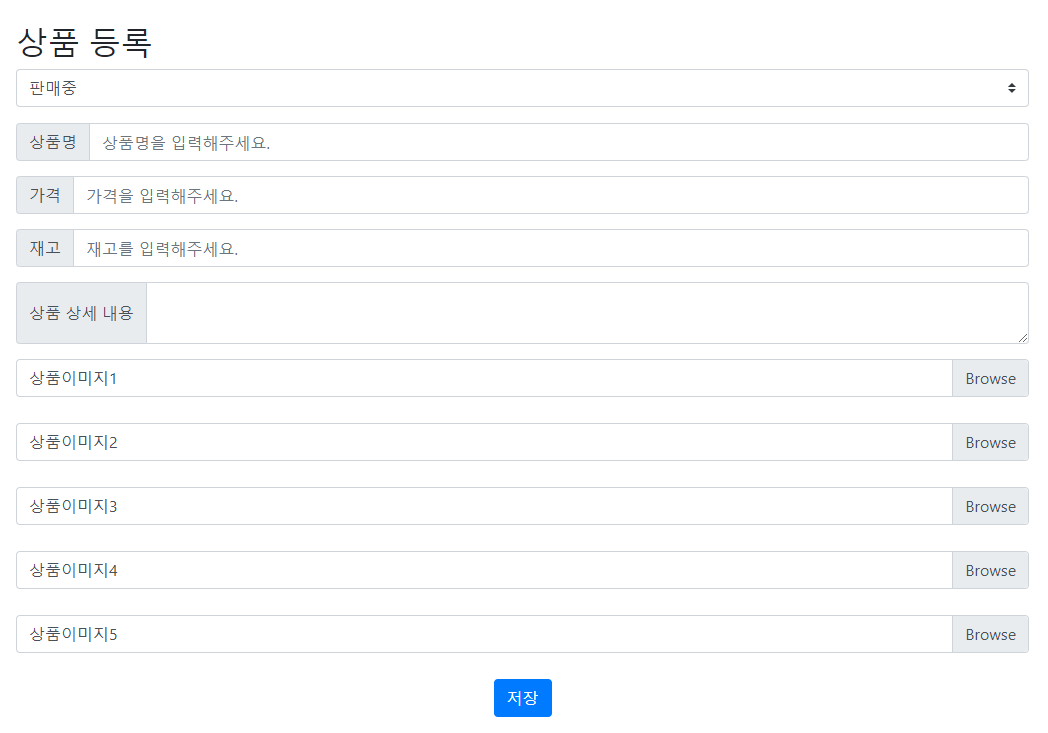 상품 등록
판매중
상품명 상품명을 입력해주세요.
가격 가격을 입력해주세요.
재고 재고를 입력해주세요.
상품 상세 내용
상품이미지1 Browse
상품이미지2 Browse
상품이미지3 Browse
상품이미지4 Browse
상품이미지5 Browse
저장